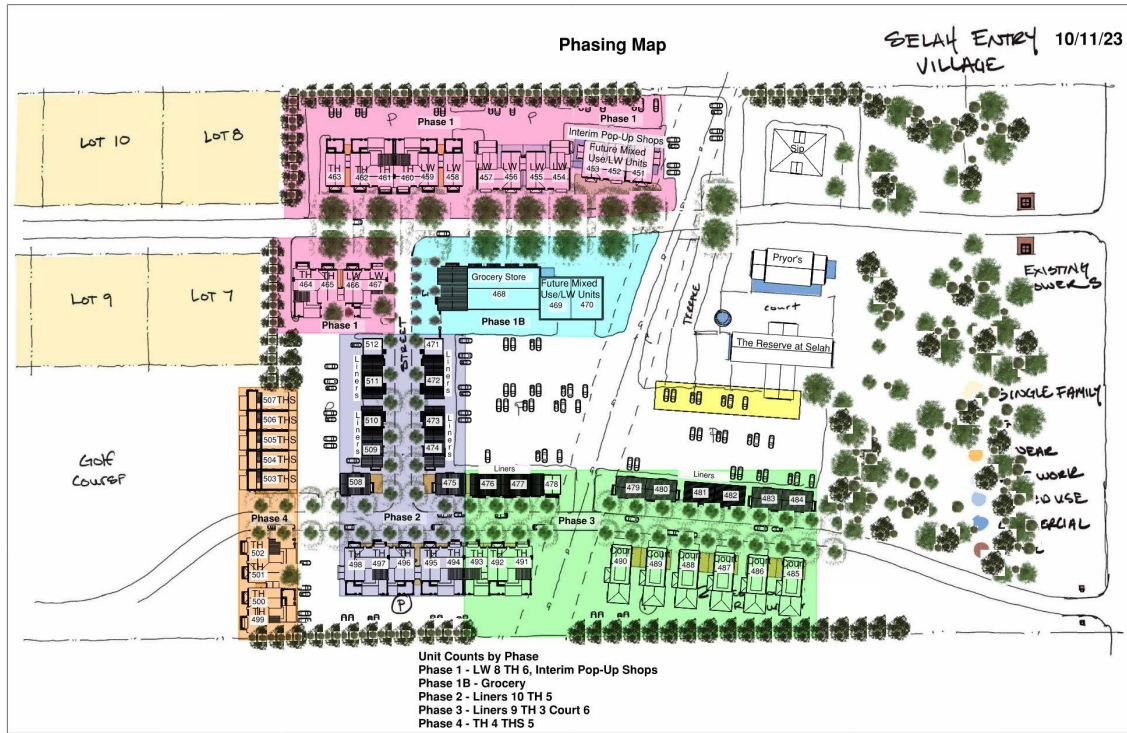 Phasing Map
SELAH ENTRY 10/11/23
VILLAGE
LOT 10
LOT 8
Phase 1
Phase 1
P
P
Interim Pop-Up Shops
Future Mixed
Use/LW Units
453 452 451
TH TH TH TH LW LW
463 462 461 460 459 458
LW LW LW LW
457 456 455 454
Sip
LOT 9
LOT 7
TH TH LW LW
464 465 466 467
Phase 1
Grocery Store
468
Future Mixed
Use/LW Units
469 470
Phase 1B
STREET
TERRACE
Pryor's
court
The Reserve at Selah
EXISTING
SINGLE FAMILY
WORK
512
511
Liners
471
472
Liners
510
509
Liners
473
474
Liners
507 THS
506 THS
505 THS
504 THS
503 THS
Golf
Course
P
P
P
508
475
Liners
476 477 478
Liners
479 480 481 482 483 484
Phase 4
Phase 2
Phase 3
TH
502
TH
501
TH
500
TH
499
TH TH TH TH TH TH TH TH
498 497 496 495 494 493 492 491
Court Court Court Court Court Court
490 489 488 487 486 485
P
Unit Counts by Phase
Phase 1 - LW 8 TH 6, Interim Pop-Up Shops
Phase 1B - Grocery
Phase 2 - Liners 10 TH 5
Phase 3 - Liners 9 TH 3 Court 6
Phase 4 - TH 4 THS 5